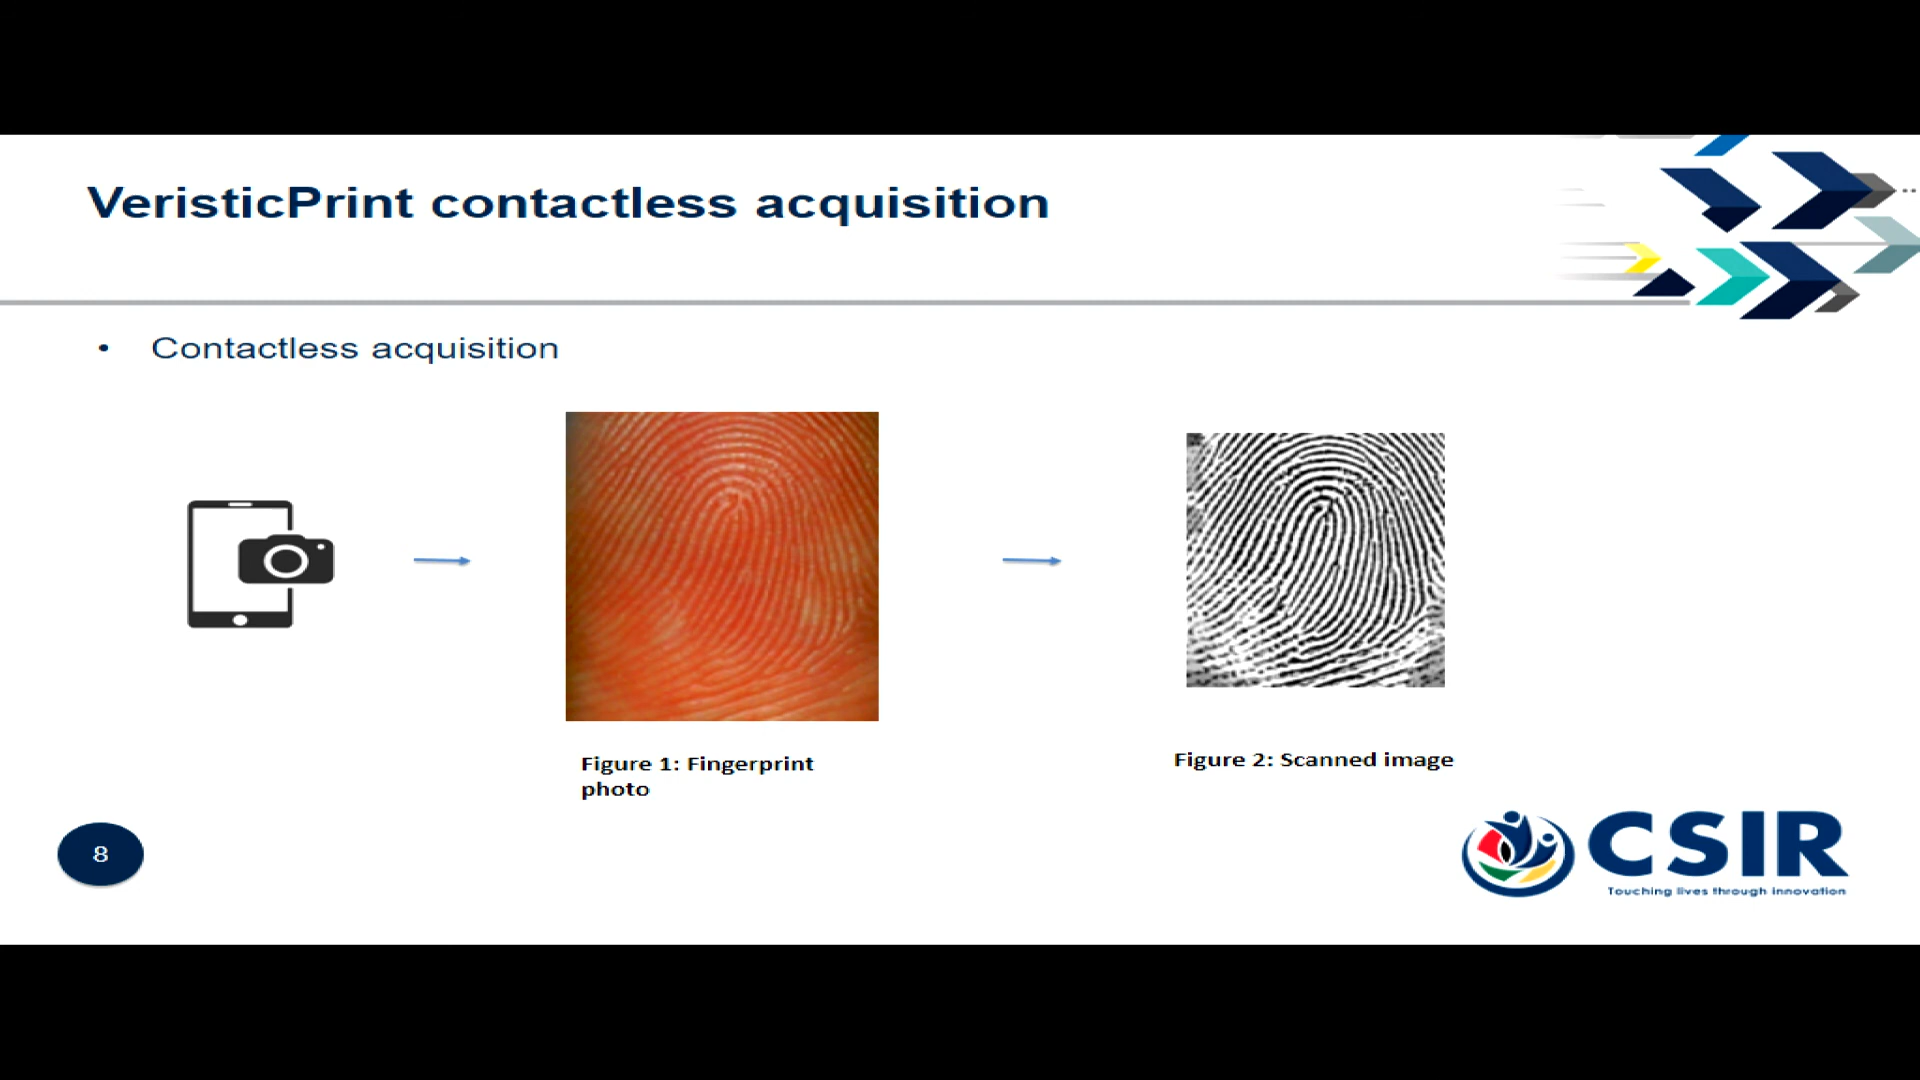 VeristicPrint contactless acquisition
• Contactless acquisition
Figure 1: Fingerprint
photo
Figure 2: Scanned image
8
CSIR
Touching lives through innovation